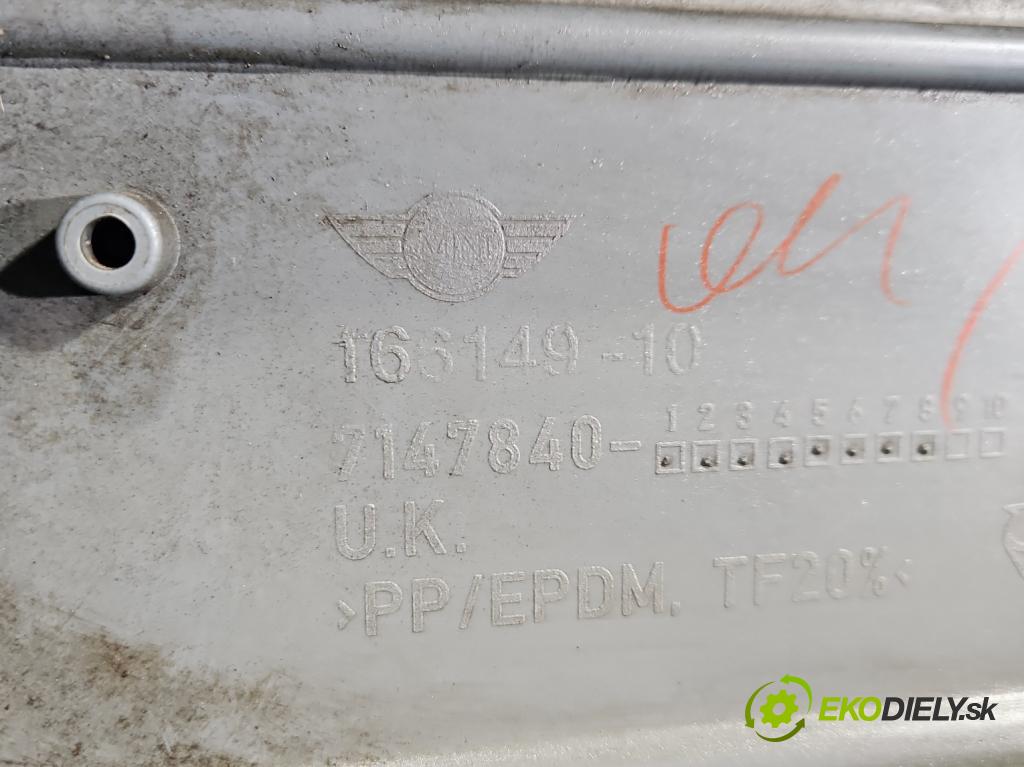 MINI
166149-10
7147840-
1 2 3 4 5 6 7 8 9 10
U.K.
>PP/EPDM, TF20%<
EKODIELY.sk